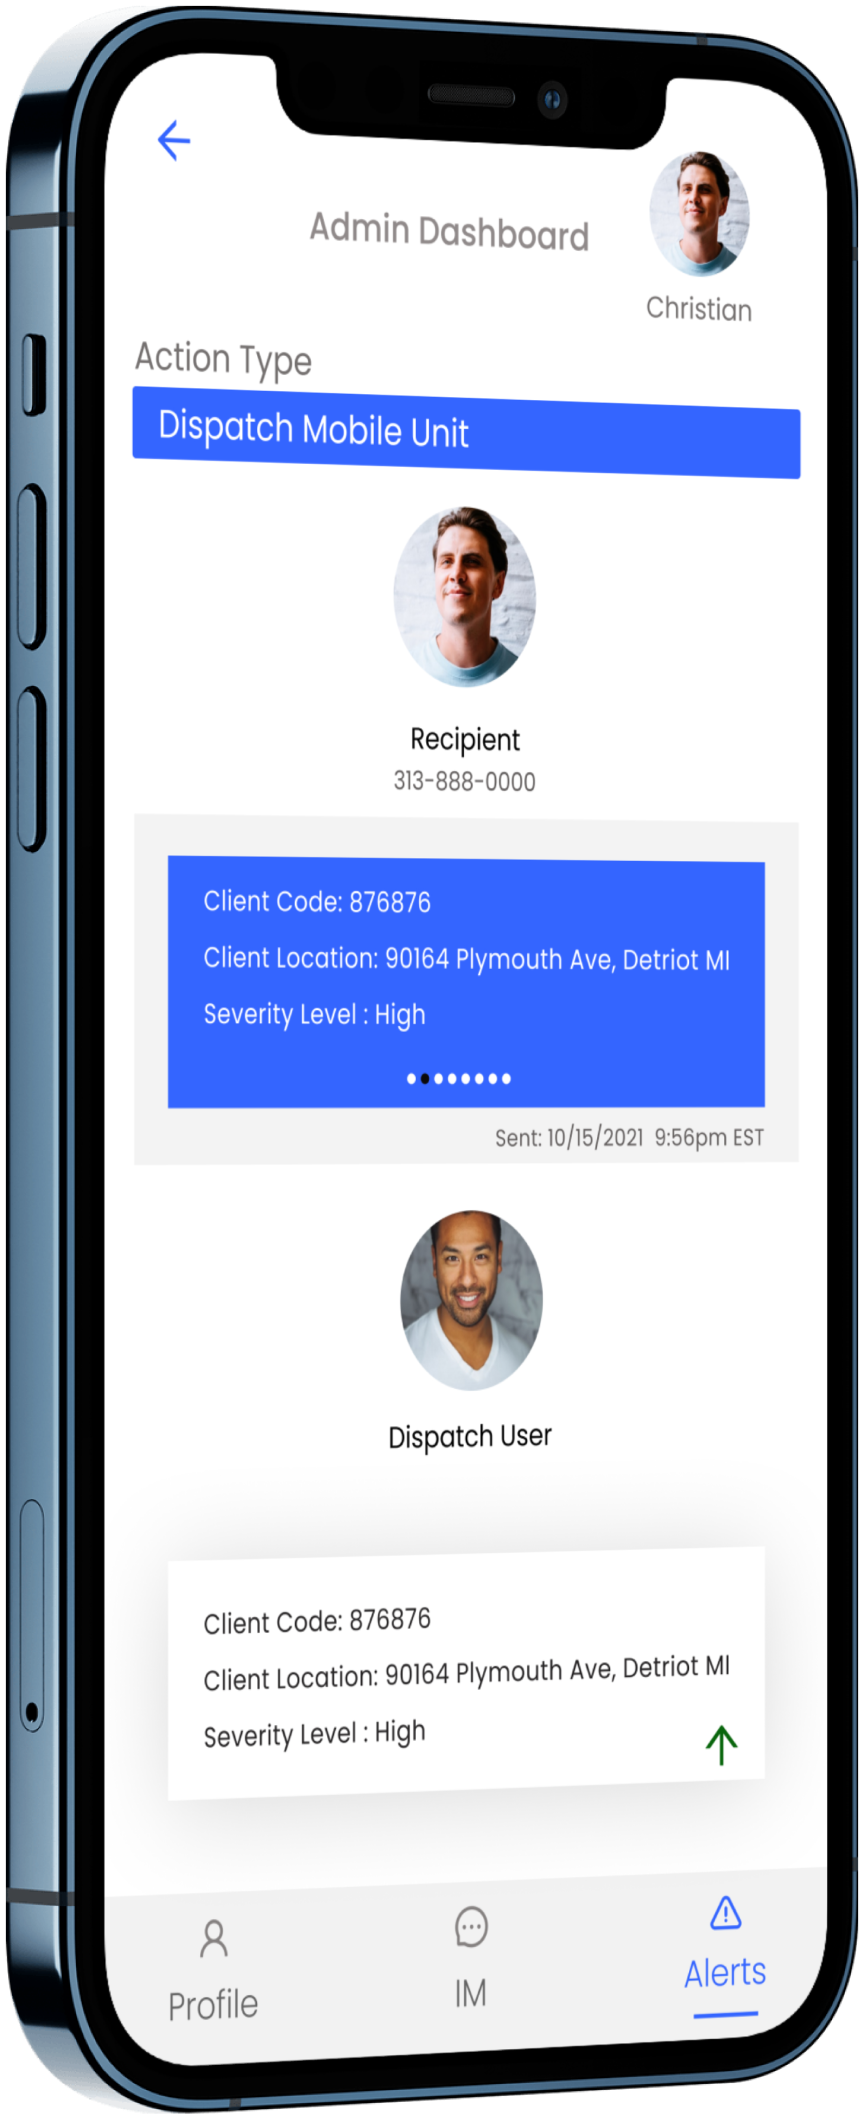 Admin Dashboard
Christian
Action Type
Dispatch Mobile Unit
Recipient
313-888-0000
Client Code: 876876
Client Location: 90164 Plymouth Ave, Detriot MI
Severity Level : High
Sent: 10/15/2021 9:56pm EST
Dispatch User
Client Code: 876876
Client Location: 90164 Plymouth Ave, Detriot MI
Severity Level : High
Profile
IM
Alerts